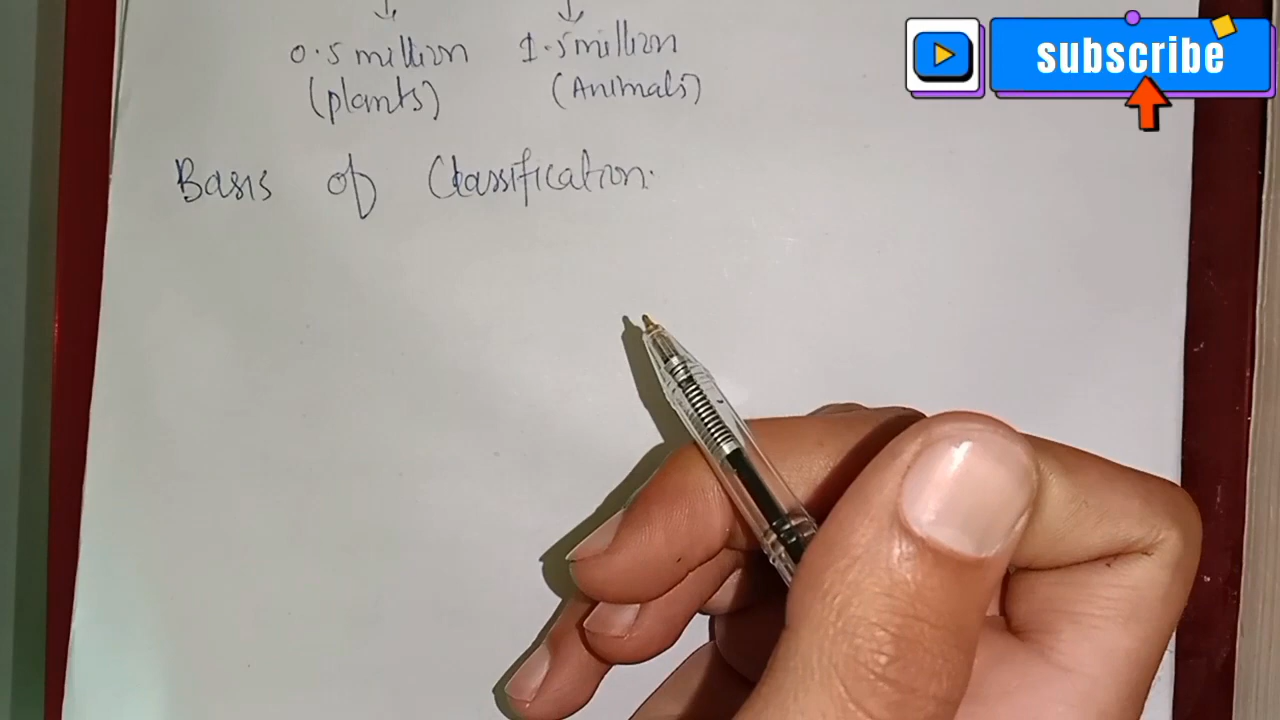 0.5 million 1.5 million
(plants) (Animals)
Basis of Classification.
subscribe